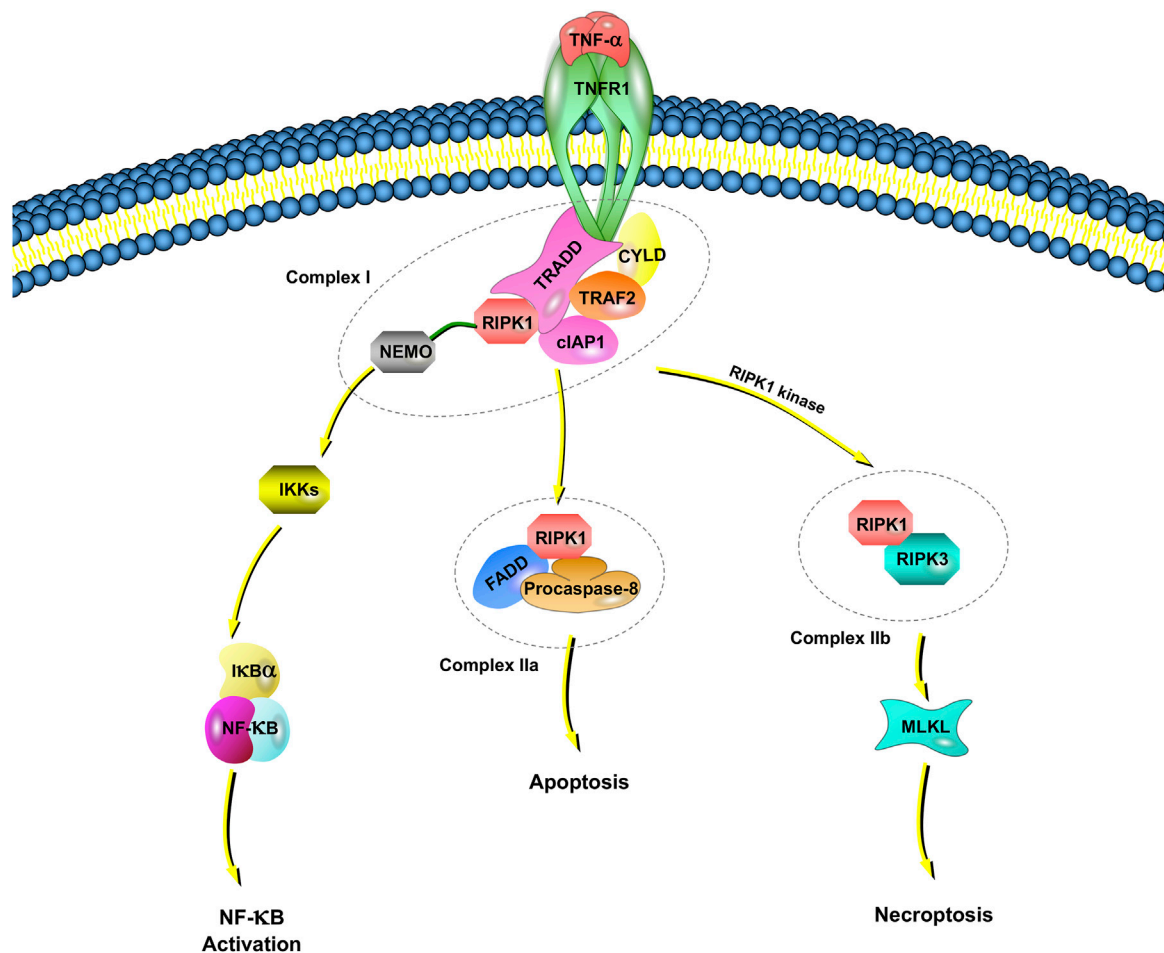 TNF-α
TNFR1
TRADD
CYLD
Complex I
TRAF2
RIPK1
cIAP1
NEMO
RIPK1 kinase
IKKs
RIPK1
FADD
Procaspase-8
RIPK1
RIPK3
Complex IIa
Complex IIb
IκBα
NF-κB
MLKL
Apoptosis
NF-κB
Activation
Necroptosis